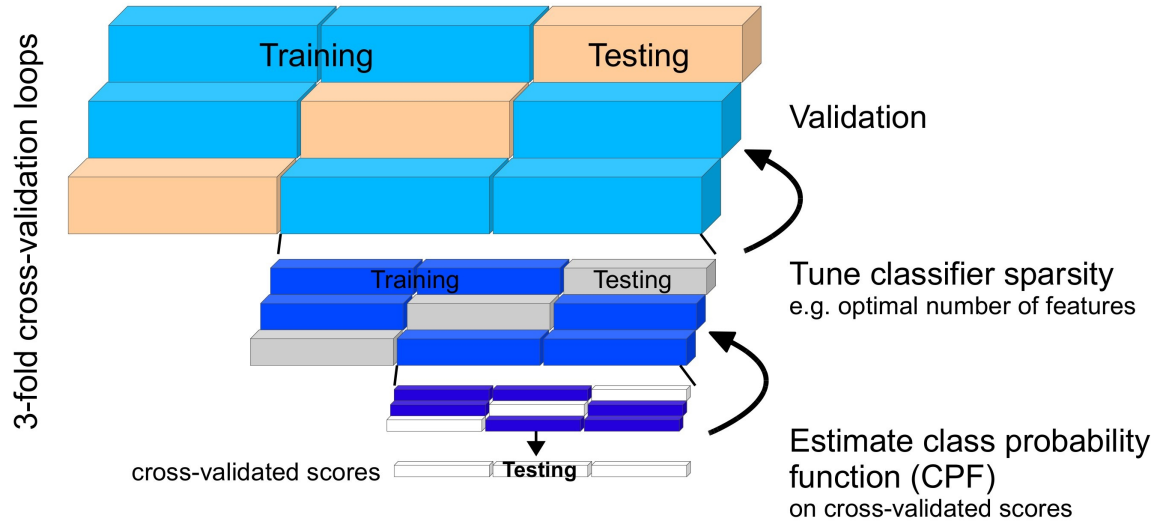 3-fold cross-validation loops
Training
Testing
Validation
Training
Testing
Tune classifier sparsity
e.g. optimal number of features
Estimate class probability
function (CPF)
on cross-validated scores
cross-validated scores
Testing